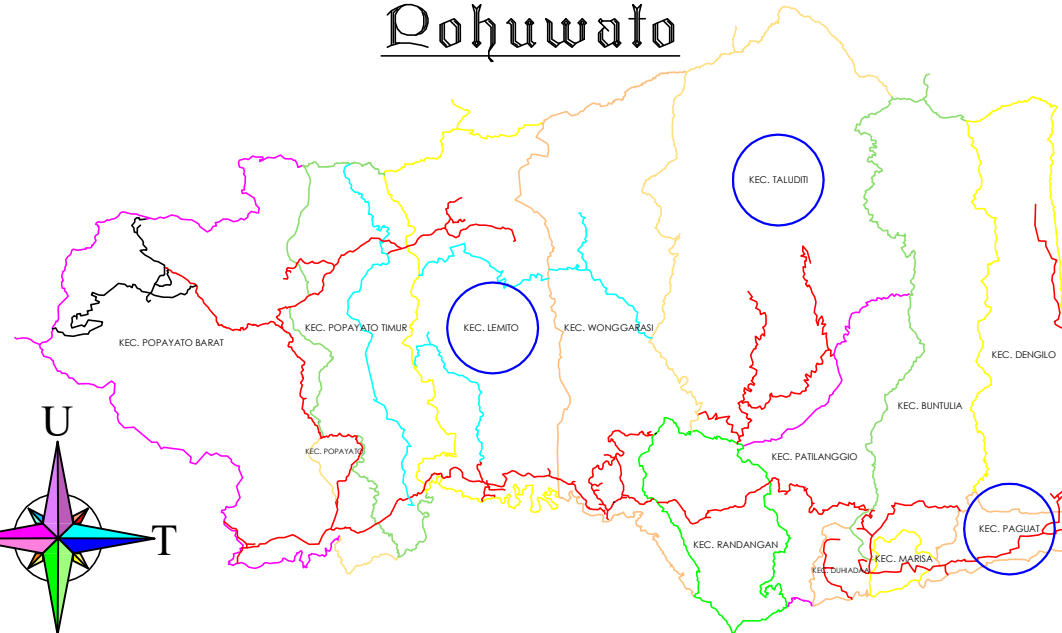 Pohuwato
KEC. TALUDITI
KEC. POPAYATO BARAT
KEC. POPAYATO TIMUR
KEC. LEMITO
KEC. WONGGARASI
KEC. DENGILO
KEC. BUNTULIA
KEC. POPAYATO
KEC. PATILANGGIO
KEC. PAGUAT
KEC. RANDANGAN
KEC. MARISA
KEC. DUHIADAA
U
T